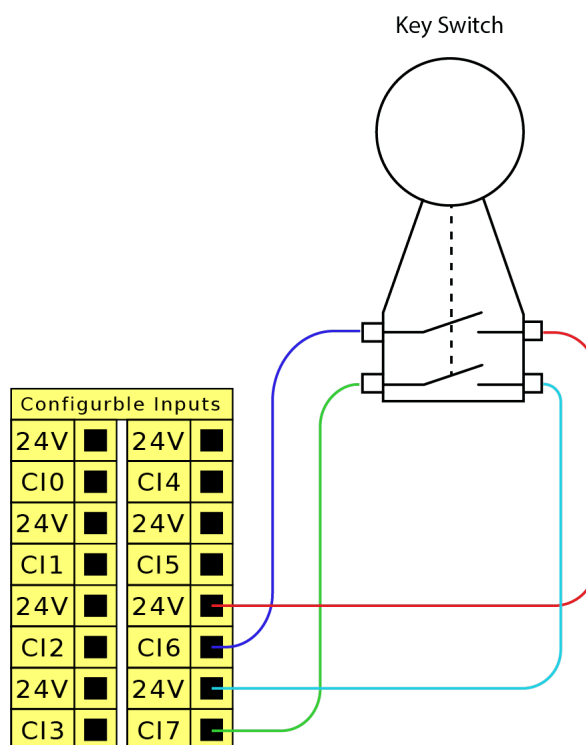 Key Switch
Configurble Inputs
24V 24V
CI0 CI4
24V 24V
CI1 CI5
24V 24V
CI2 CI6
24V 24V
CI3 CI7